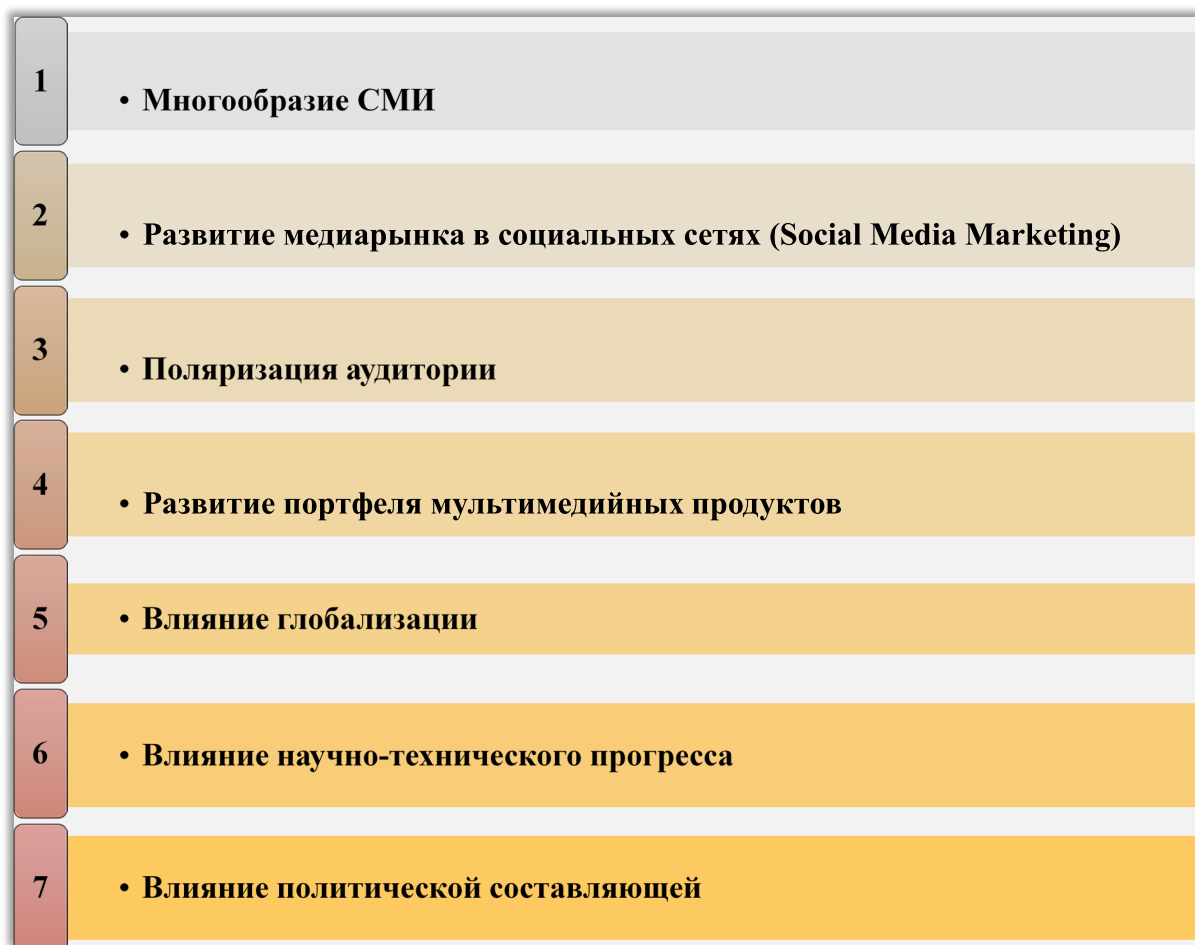 1
• Многообразие СМИ
2
• Развитие медиарынка в социальных сетях (Social Media Marketing)
3
• Поляризация аудитории
4
• Развитие портфеля мультимедийных продуктов
5
• Влияние глобализации
6
• Влияние научно-технического прогресса
7
• Влияние политической составляющей